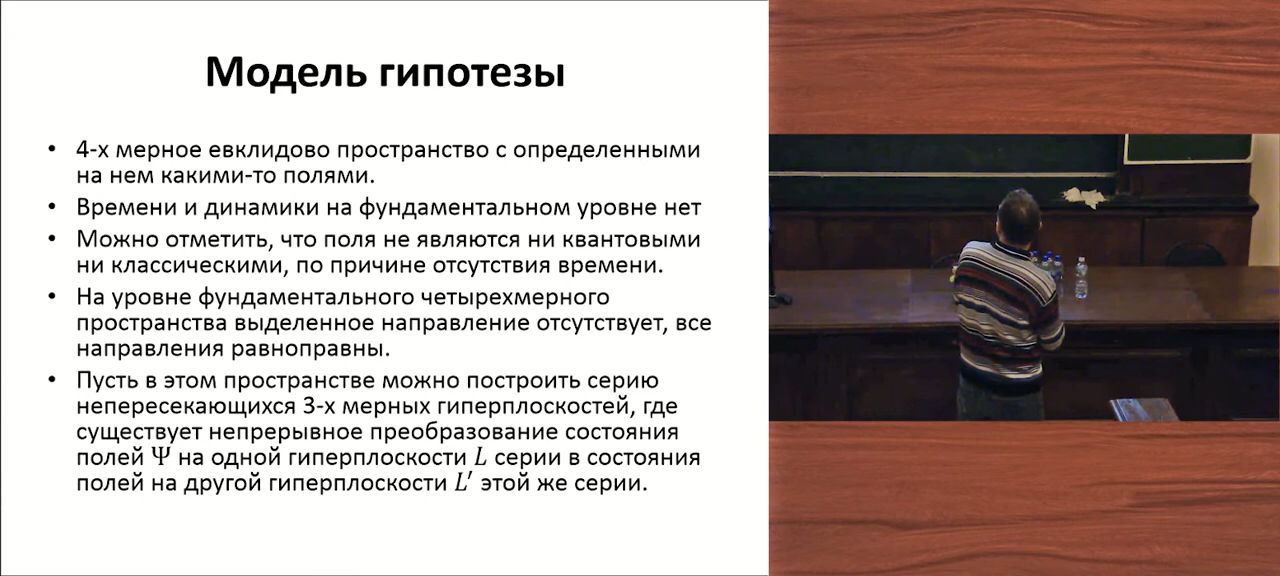 Модель гипотезы
• 4-х мерное евклидово пространство с определенными
на нем какими-то полями.
• Времени и динамики на фундаментальном уровне нет
• Можно отметить, что поля не являются ни квантовыми
ни классическими, по причине отсутствия времени.
• На уровне фундаментального четырехмерного
пространства выделенное направление отсутствует, все
направления равноправны.
• Пусть в этом пространстве можно построить серию
непересекающихся 3-х мерных гиперплоскостей, где
существует непрерывное преобразование состояния
полей Ψ на одной гиперплоскости L серии в состояния
полей на другой гиперплоскости L′ этой же серии.